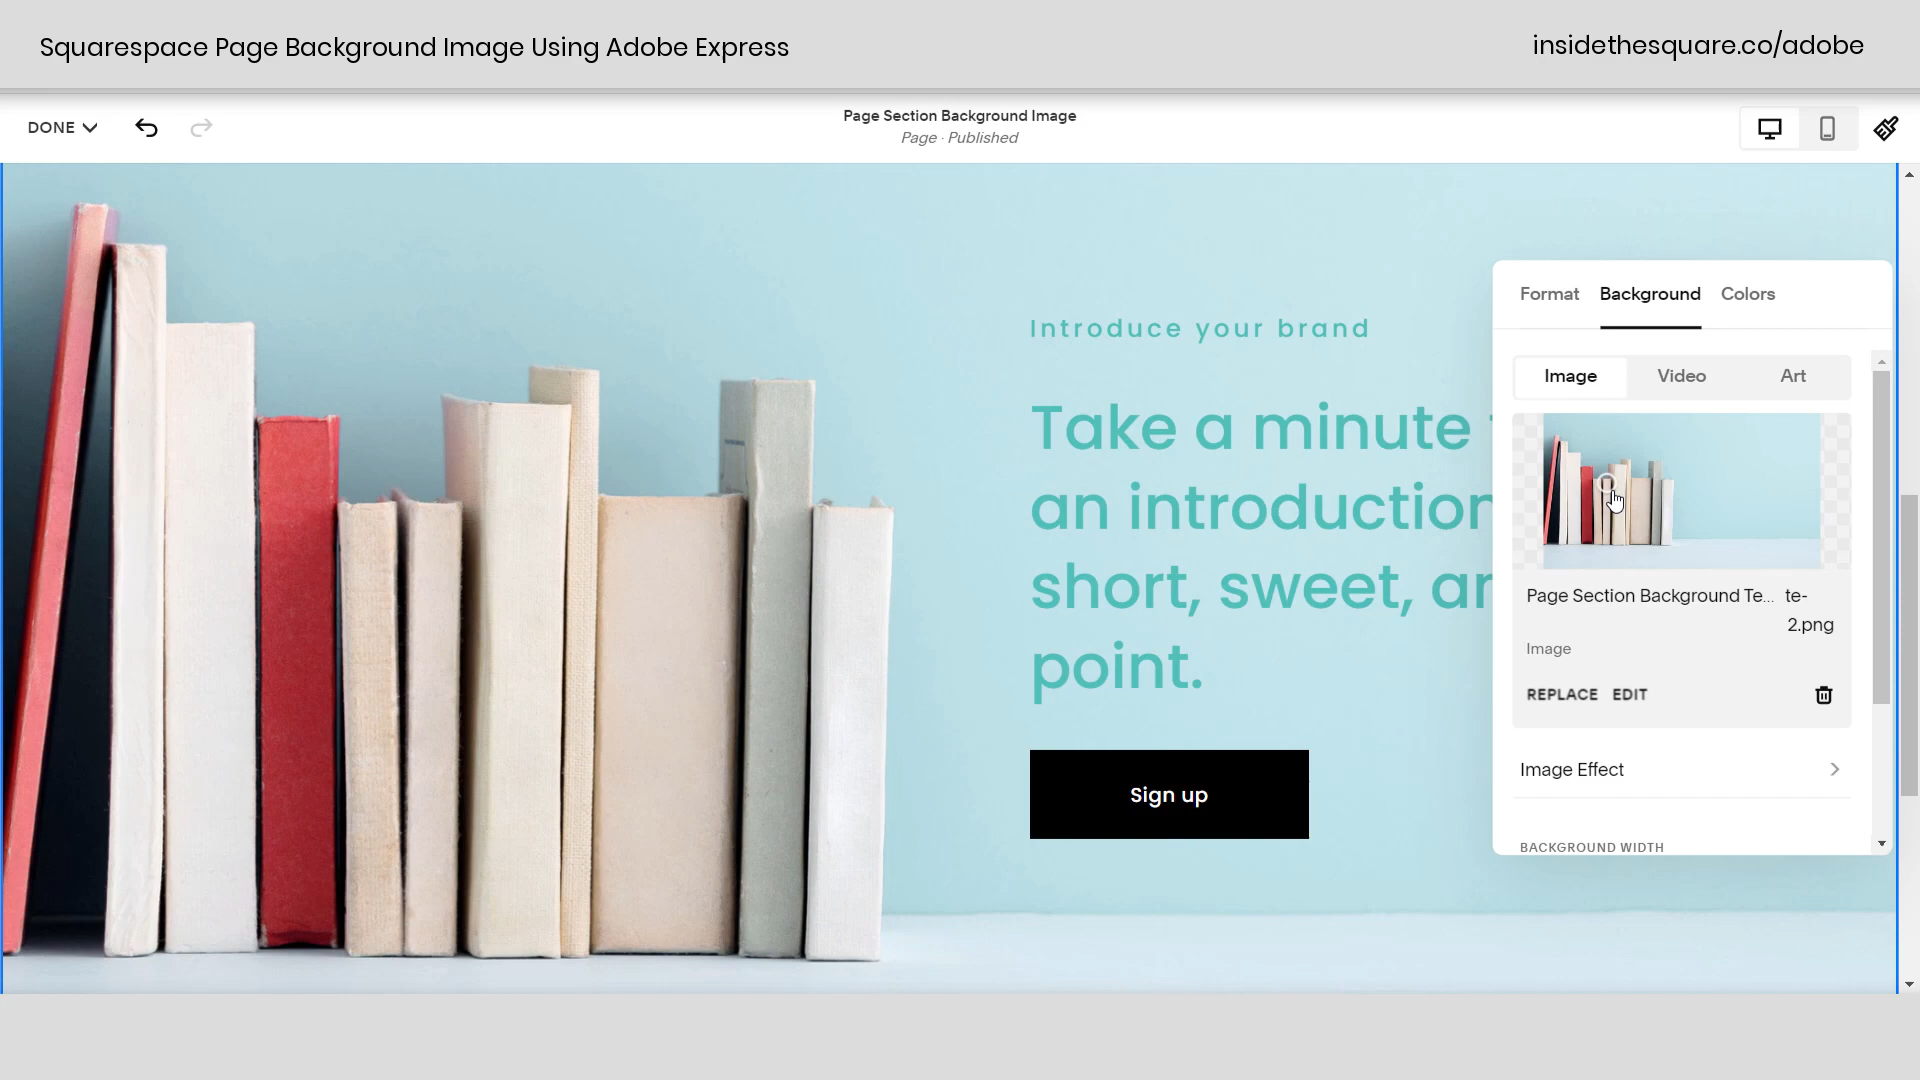 Squarespace Page Background Image Using Adobe Express
insidethesquare.co/adobe
DONE
Page Section Background Image
Page · Published
Format Background Colors
Image Video Art
Introduce your brand
Take a minute
an introduction
short, sweet,
point.
Sign up
Page Section Background Te... te-
2.png
Image
REPLACE EDIT
Image Effect
BACKGROUND WIDTH